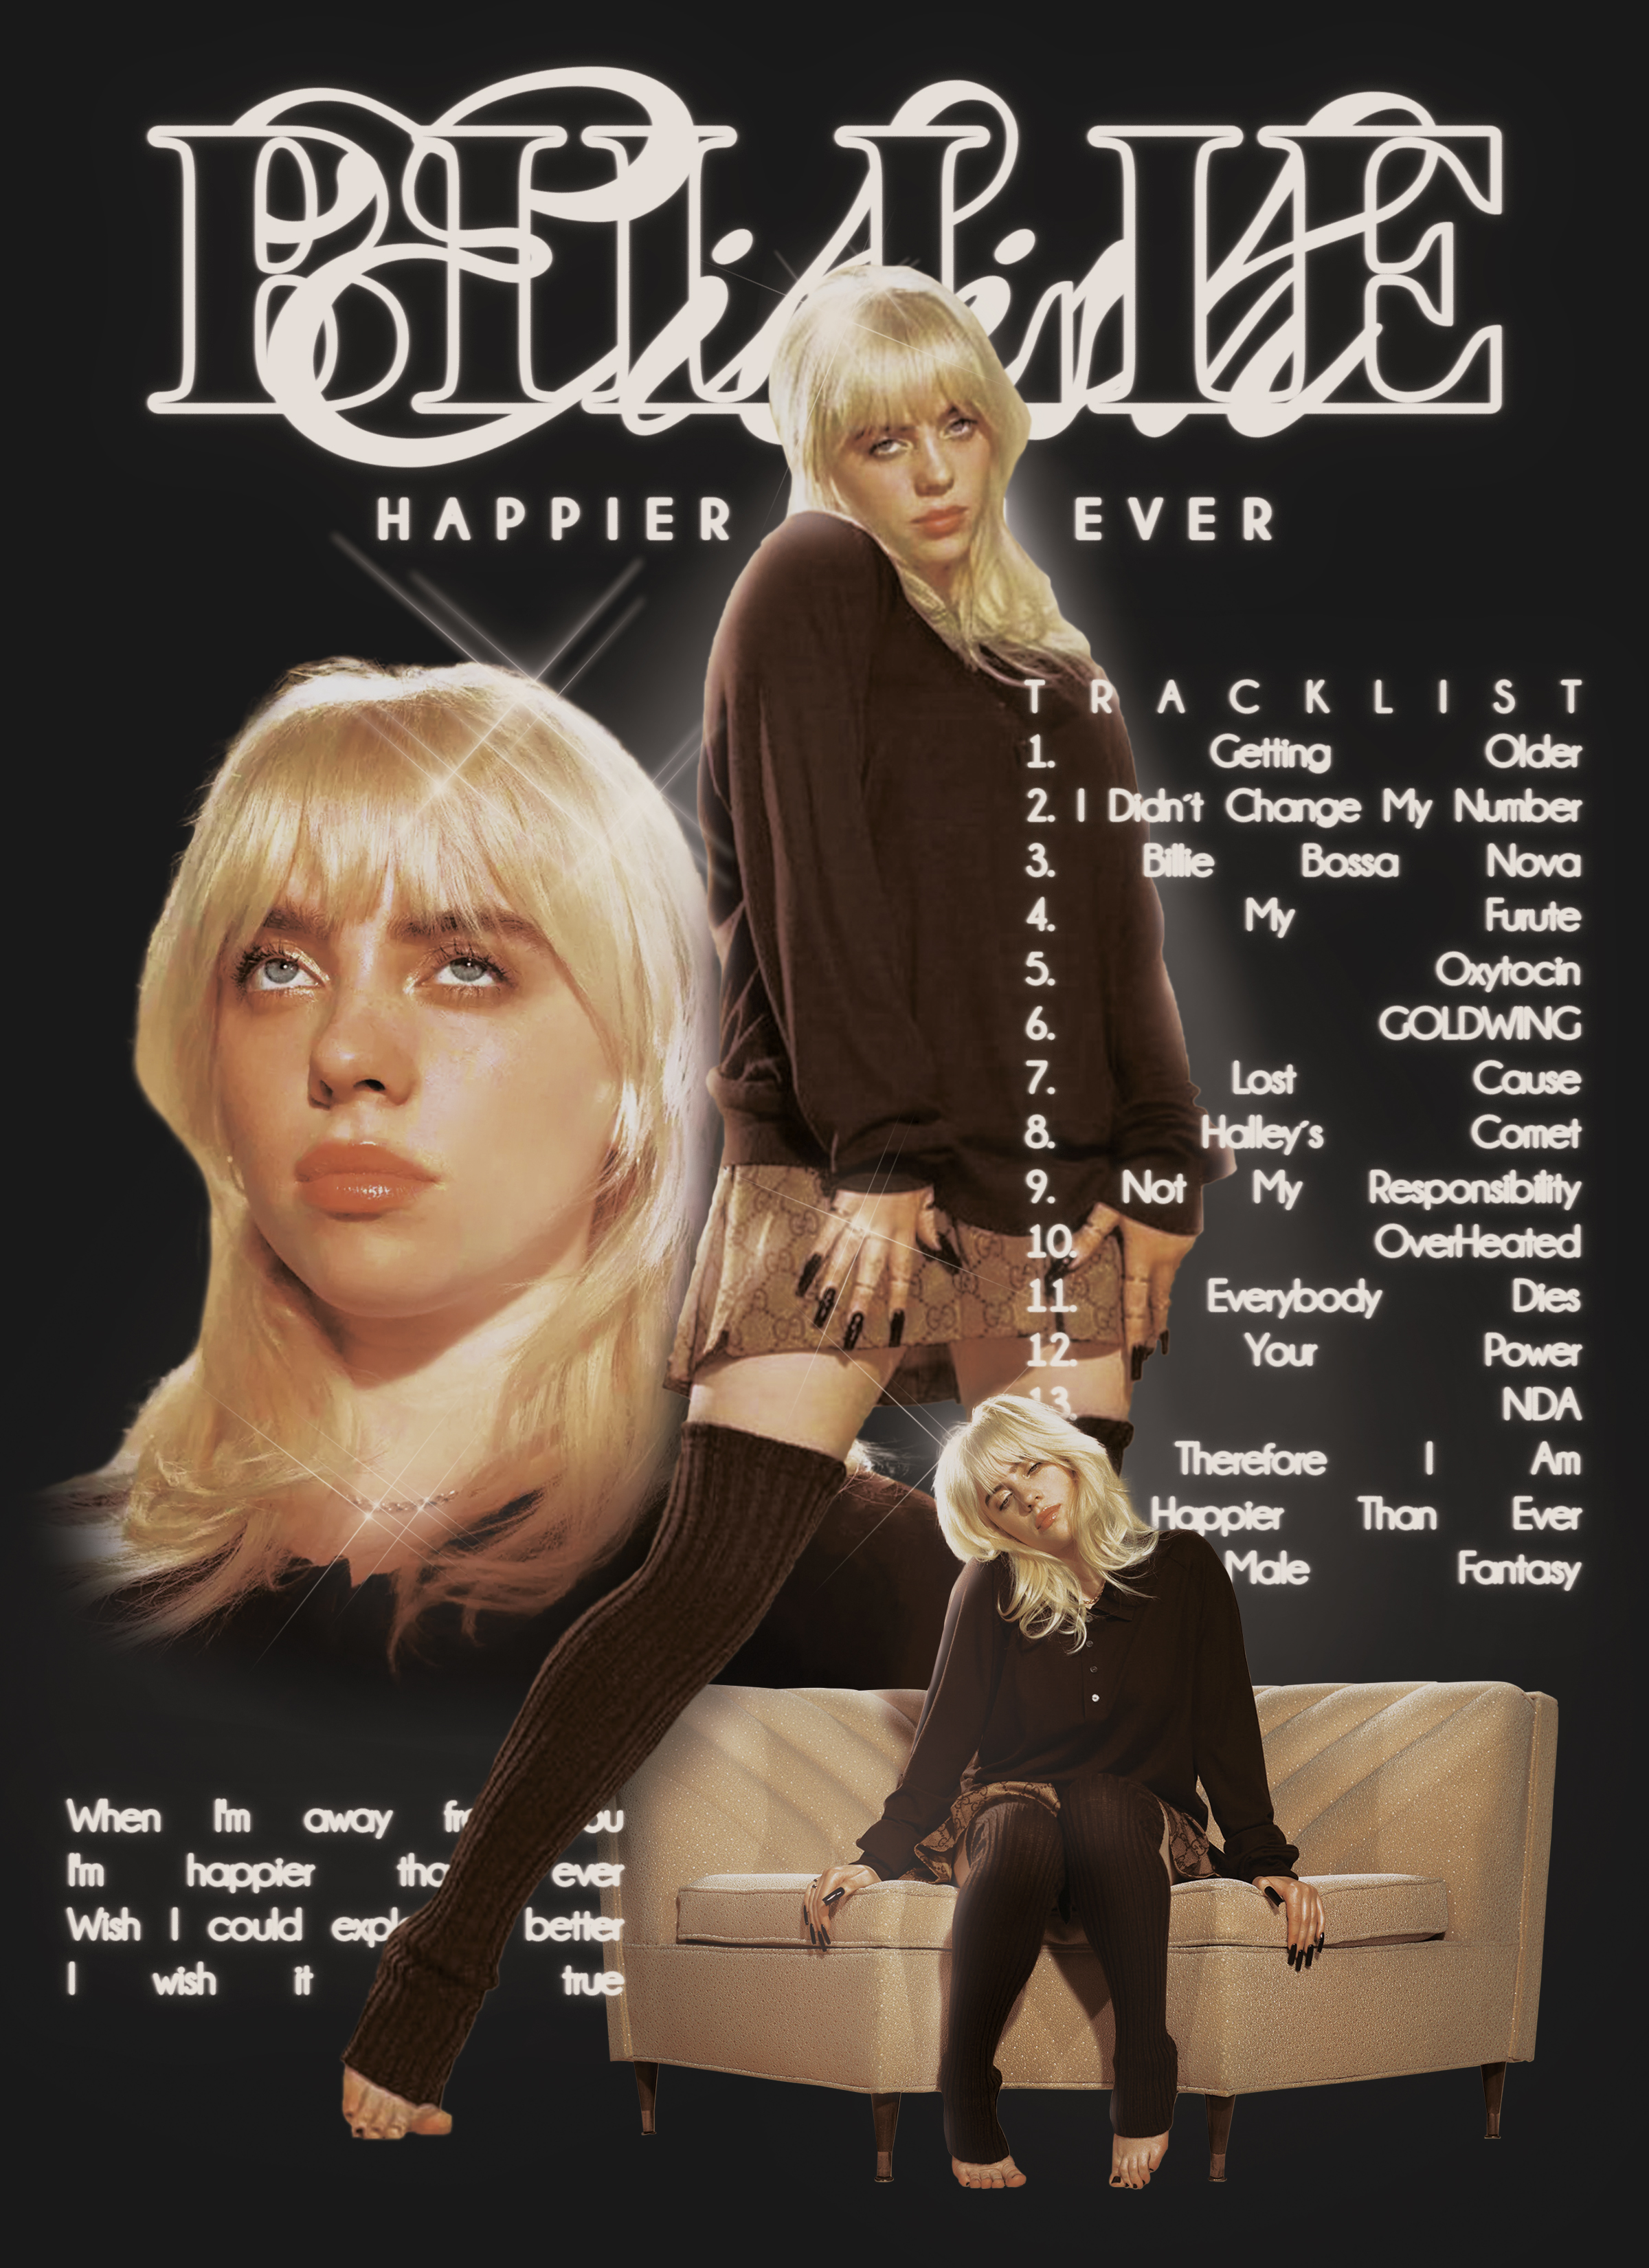 BILLIE
Eilish
HAPPIER EVER
TRACKLIST
1. Getting Older
2. I Didn´t Change My Number
3. Billie Bossa Nova
4. My Furute
5. Oxytocin
6. GOLDWING
7. Lost Cause
8. Halley´s Comet
9. Not My Responsibility
10. OverHeated
11. Everybody Dies
12. Your Power
13. NDA
Therefore I Am
Happier Than Ever
Male Fantasy
When I'm away
I'm happier ever
Wish I could better
I wish it true